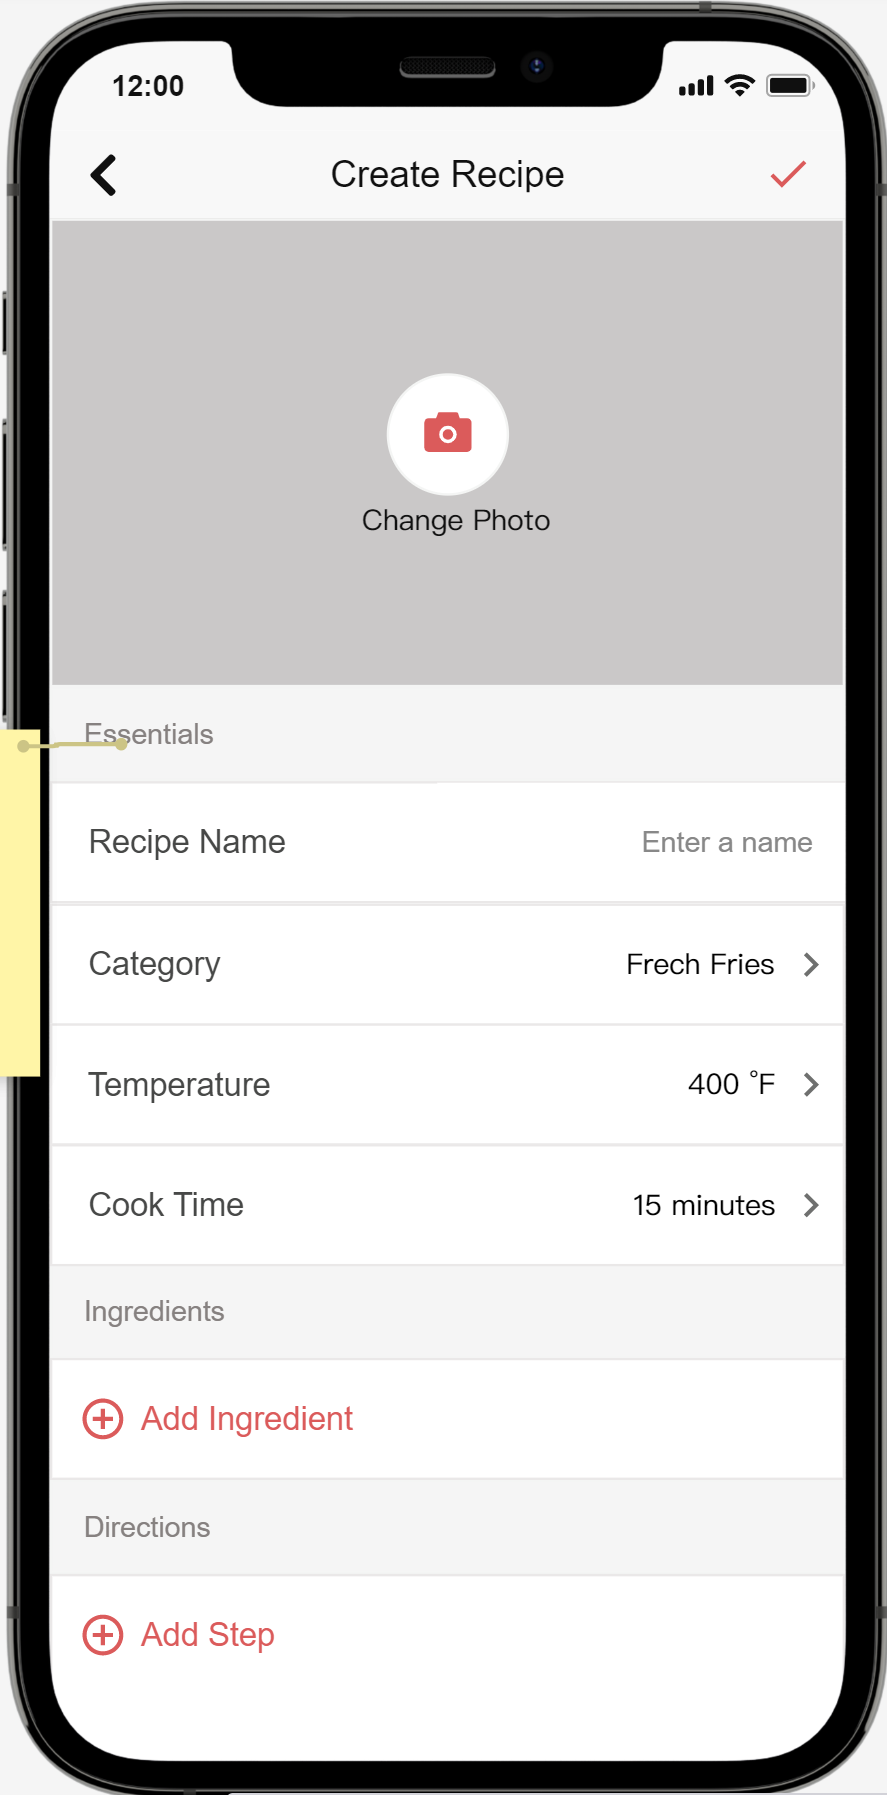 12:00
Create Recipe
Change Photo
Essentials
Recipe Name Enter a name
Category Frech Fries
Temperature 400 °F
Cook Time 15 minutes
Ingredients
Add Ingredient
Directions
Add Step